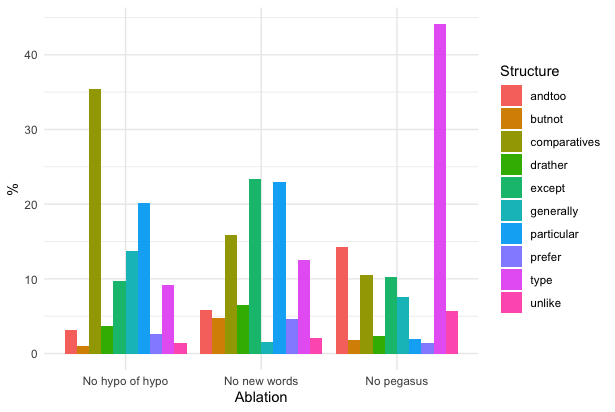 %
40
30
20
10
0
No hypo of hypo
No new words
No pegasus
Ablation
Structure
andtoo
butnot
comparatives
drather
except
generally
particular
prefer
type
unlike